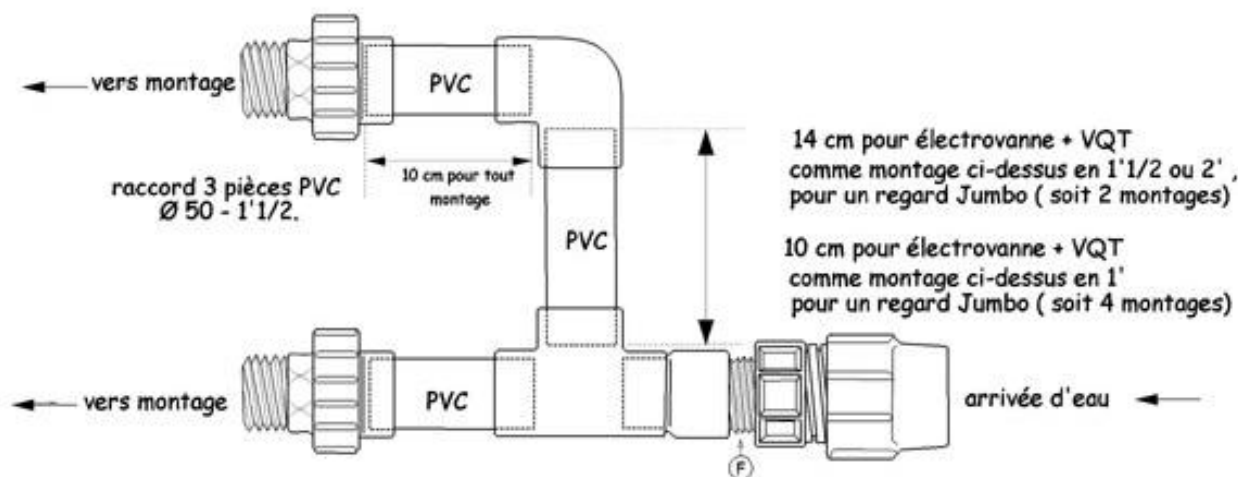 vers montage
PVC
10 cm pour tout
montage
raccord 3 pièces PVC
Ø 50 - 1'1/2.
PVC
14 cm pour électrovanne + VQT
comme montage ci-dessus en 1'1/2 ou 2' ,
pour un regard Jumbo ( soit 2 montages)
10 cm pour électrovanne + VQT
comme montage ci-dessus en 1'
pour un regard Jumbo ( soit 4 montages)
vers montage
PVC
arrivée d'eau
F